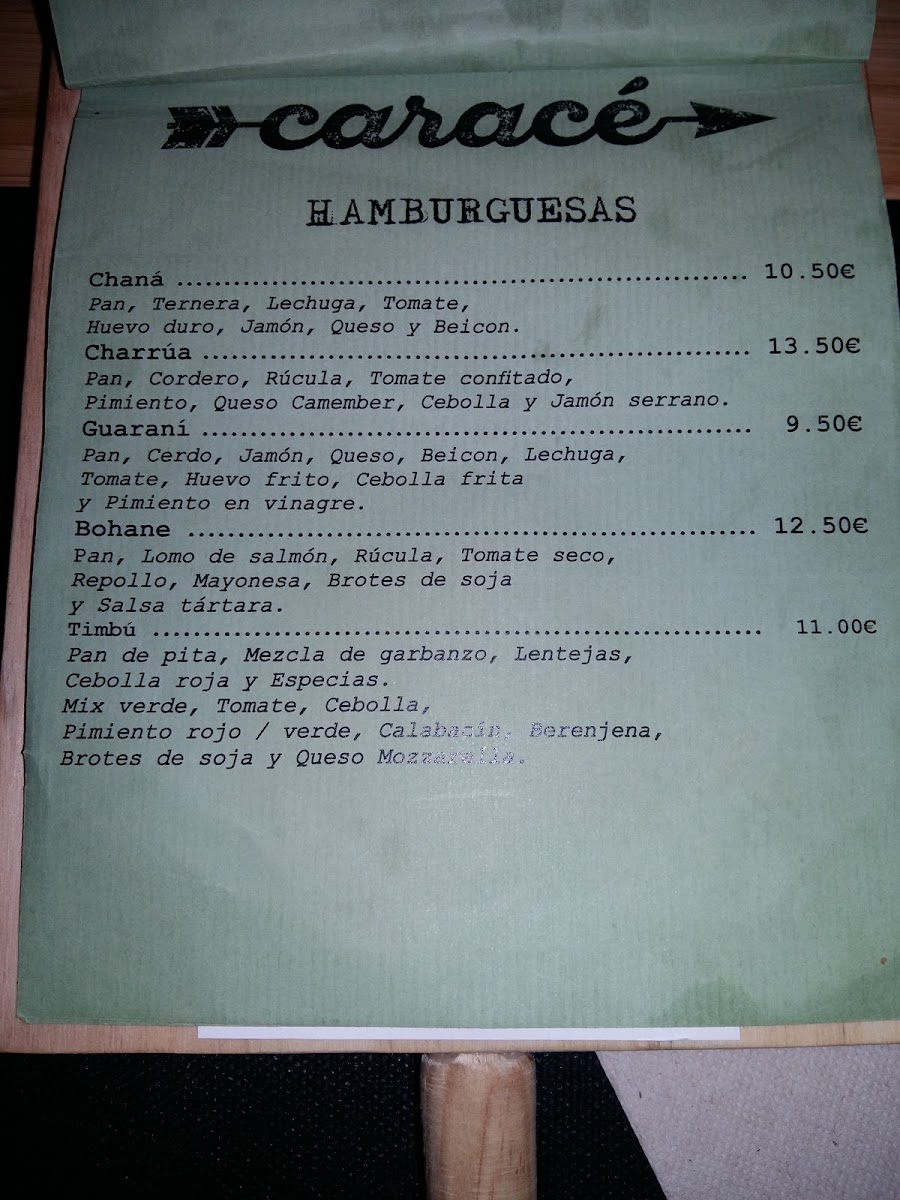 caracé
HAMBURGUESAS
Chaná ........................................................ 10.50€
Pan, Ternera, Lechuga, Tomate,
Huevo duro, Jamón, Queso y Beicon.
Charrúa ...................................................... 13.50€
Pan, Cordero, Rúcula, Tomate confitado,
Pimiento, Queso Camember, Cebolla y Jamón serrano.
Guaraní ...................................................... 9.50€
Pan, Cerdo, Jamón, Queso, Beicon, Lechuga,
Tomate, Huevo frito, Cebolla frita
y Pimiento en vinagre.
Bohane ........................................................ 12.50€
Pan, Lomo de salmón, Rúcula, Tomate seco,
Repollo, Mayonesa, Brotes de soja
y Salsa tártara.
Timbú ............................................................ 11.00€
Pan de pita, Mezcla de garbanzo, Lentejas,
Cebolla roja y Especias.
Mix verde, Tomate, Cebolla,
Pimiento rojo / verde, Calabacín, Berenjena,
Brotes de soja y Queso Mozzarella.